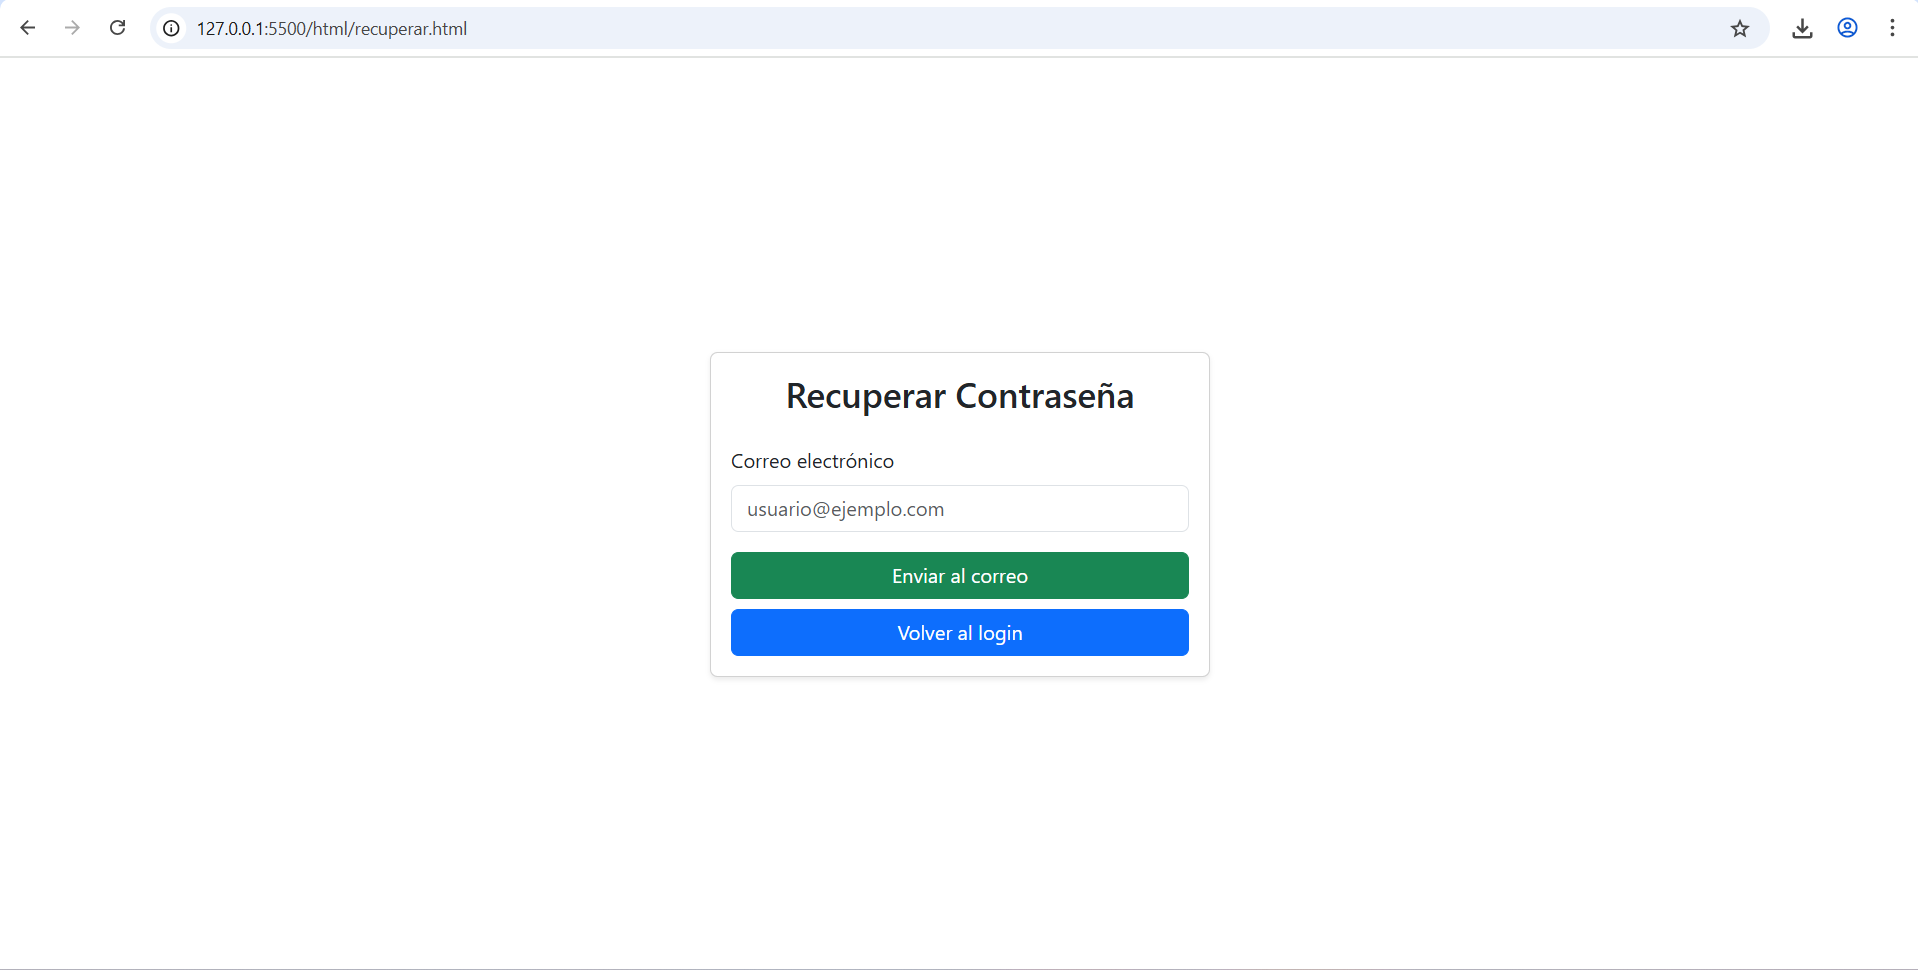 127.0.0.1:5500/html/recuperar.html
Recuperar Contraseña
Correo electrónico
usuario@ejemplo.com
Enviar al correo
Volver al login